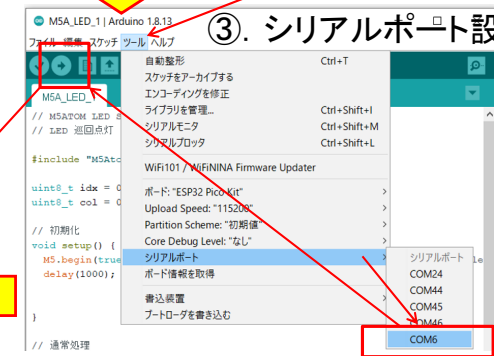 M5A_LED_1 | Arduino 1.8.13
③. シリアルポート設
ファイル 編集 スケッチ ツール ヘルプ
自動整形 Ctrl+T
スケッチをアーカイブする
エンコーディングを修正
ライブラリを管理... Ctrl+Shift+I
シリアルモニタ Ctrl+Shift+M
シリアルプロッタ Ctrl+Shift+L
WiFi101 / WiFiNINA Firmware Updater
ボード: "ESP32 Pico Kit"
Upload Speed: "115200"
Partition Scheme: "初期値"
Core Debug Level: "なし"
シリアルポート
ボード情報を取得
書込装置
ブートローダを書き込む
シリアルポート
COM24
COM44
COM45
COM46
COM6
M5A_LED_1
// M5ATOM LED S
// LED 巡回点灯
#include "M5Ato
uint8_t idx = 0
uint8_t col = 0
// 初期化
void setup() {
M5.begin(true le
delay(1000);
}
// 通常処理